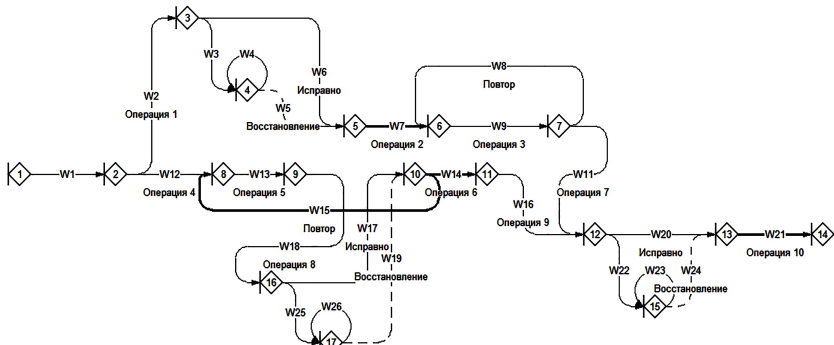 3
W3
W4
W8
W2
W6
4
Повтор
Исправно
W5
Операция 1
Восстановление
5
W7
6
W9
7
Операция 2
Операция 3
1
W1
2
W12
8
W13
9
10
W14
11
W11
Операция 4
Операция 5
Операция 6
Операция 7
W15
W16
Повтор
W17
Операция 9
W18
Исправно
12
W20
13
W21
14
Исправно
Операция 10
W19
Операция 8
Восстановление
W22
W23
W24
16
Восстановление
W25
W26
15
17